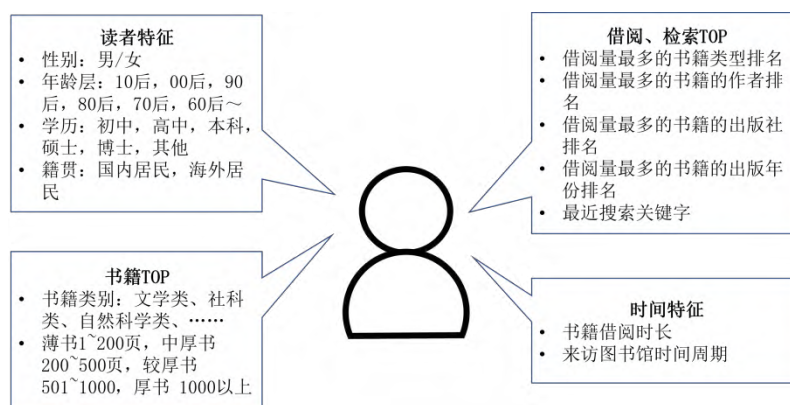 读者特征
• 性别：男/女
• 年龄层：10后，00后，90
后，80后，70后，60后～
• 学历：初中，高中，本科，
硕士，博士，其他
• 籍贯：国内居民，海外居
民
借阅、检索TOP
• 借阅量最多的书籍类型排名
• 借阅量最多的书籍的作者排
名
• 借阅量最多的书籍的出版社
排名
• 借阅量最多的书籍的出版年
份排名
• 最近搜索关键字
书籍TOP
• 书籍类别：文学类、社科
类、自然科学类、……
• 薄书1~200页，中厚书
200~500页，较厚书
501~1000，厚书 1000以上
时间特征
• 书籍借阅时长
• 来访图书馆时间周期